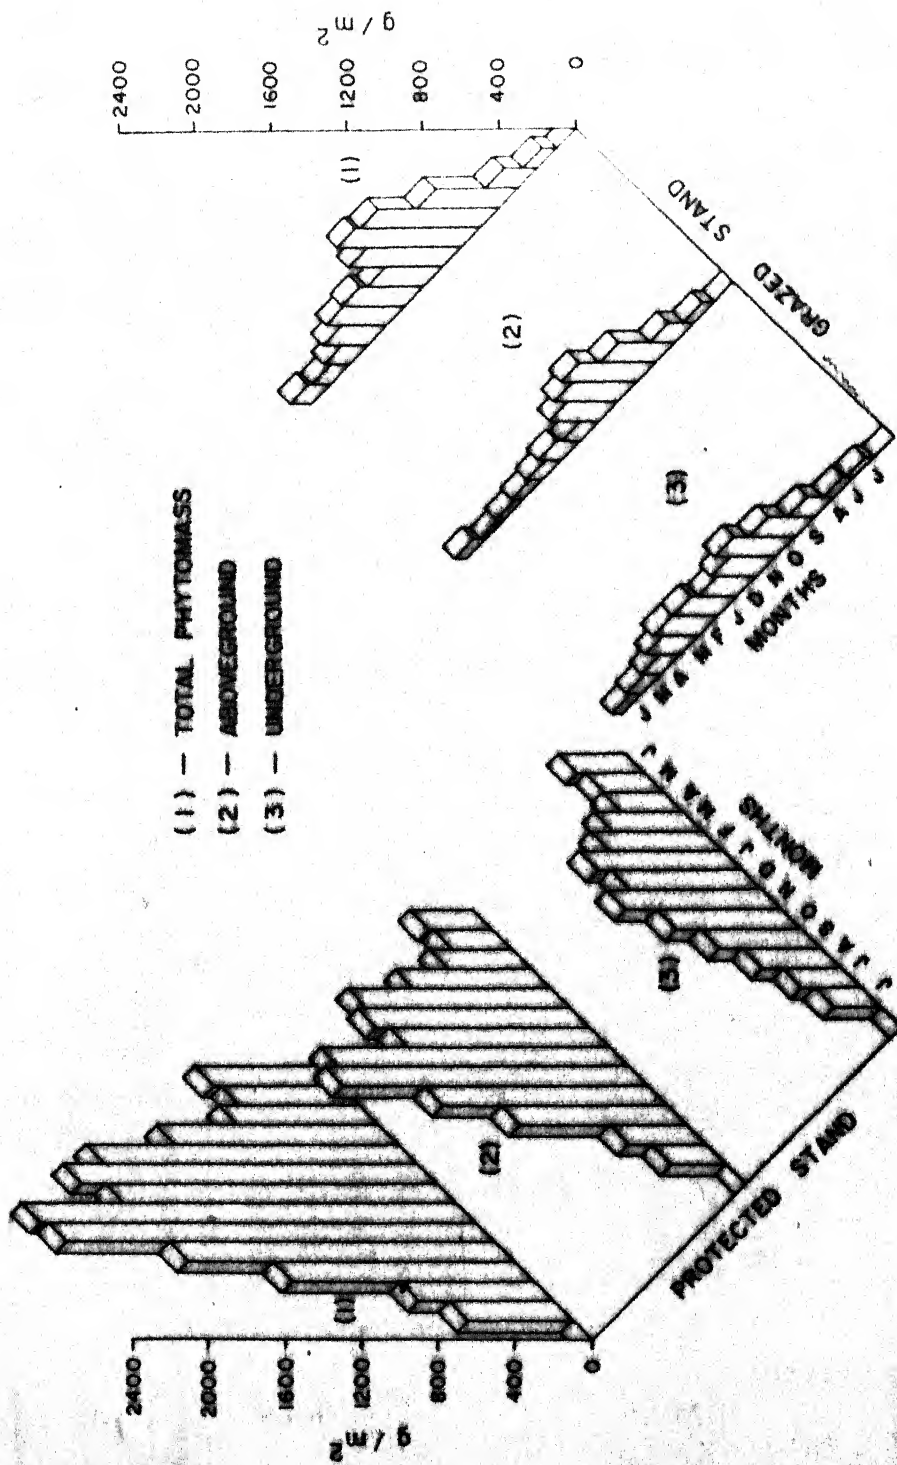 (1) — TOTAL PHYTOMASS
(2) — ABOVEGROUND
(3) — UNDERGROUND
g/m²
2400
2000
1600
1200
800
400
0
(1)
(2)
(3)
PROTECTED STAND
J J A S O N D J F M A M J
MONTHS
g/m²
2400
2000
1600
1200
800
400
0
(1)
(2)
(3)
GRAZED STAND
J M A M F J D N O S A J J
MONTHS